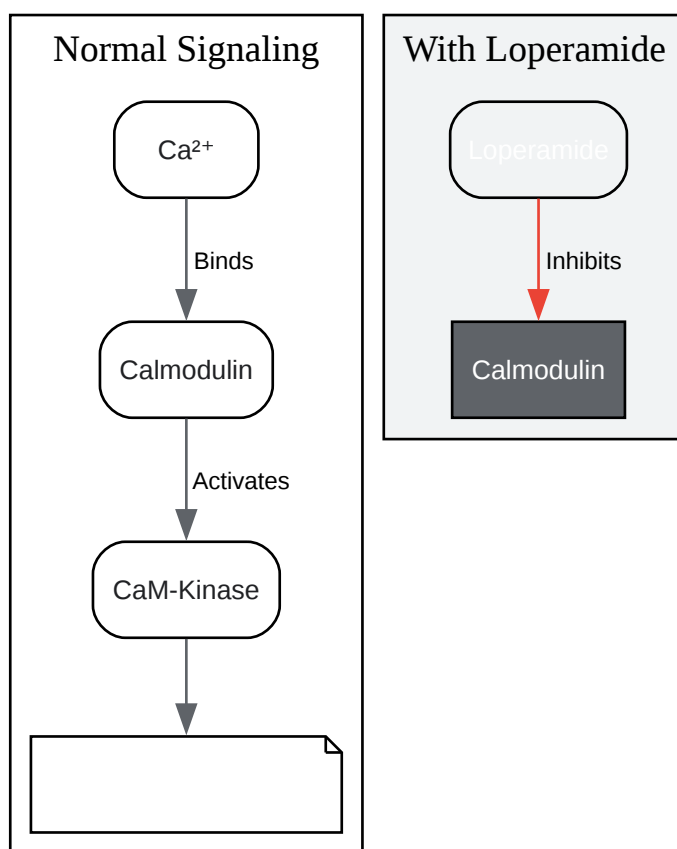 Normal Signaling
Ca²⁺
Binds
Calmodulin
Activates
CaM-Kinase
With Loperamide
Loperamide
Inhibits
Calmodulin